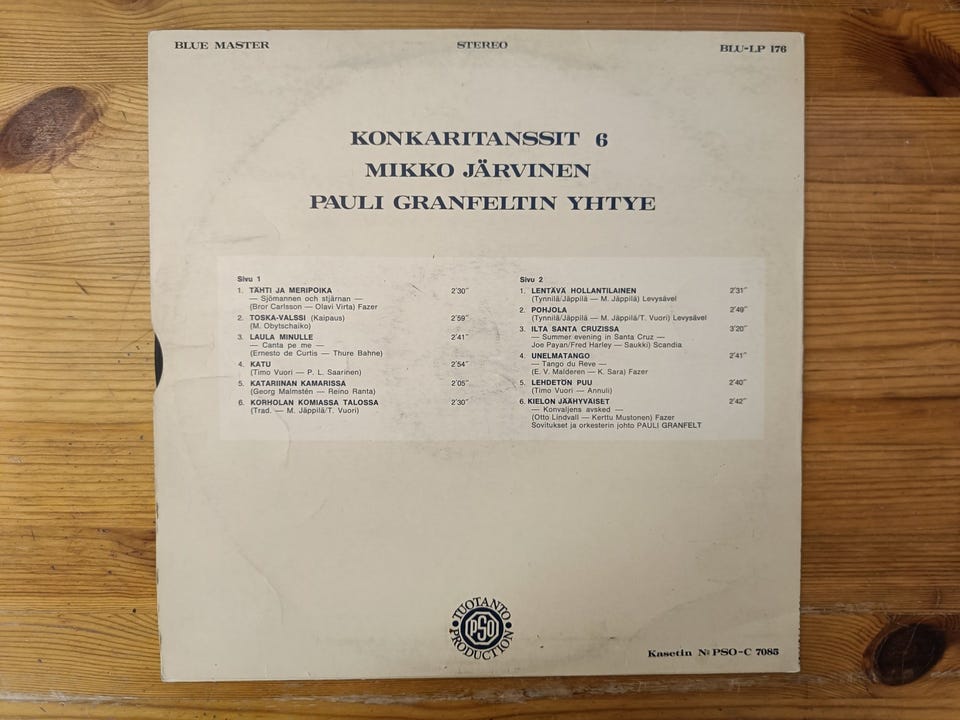 BLUE MASTER STEREO BLU-LP 176
KONKARITANSSIT 6
MIKKO JÄRVINEN
PAULI GRANFELTIN YHTYE
Sivu 1
1. TÄHTI JA MERIPOIKA 2'30"
— Sjömannen och stjärnan —
(Bror Carlsson — Olavi Virta) Fazer
2. TOSKA-VALSSI (Kaipaus) 2'59"
(M. Obytschaiko)
3. LAULA MINULLE 2'41"
— Canta pe me —
(Ernesto de Curtis — Thure Bahne)
4. KATU 2'54"
(Timo Vuori — P. L. Saarinen)
5. KATARIINAN KAMARISSA 2'05"
(Georg Malmstén — Reino Ranta)
6. KORHOLAN KOMIASSA TALOSSA 2'30"
(Trad. — M. Jäppilä/T. Vuori)
Sivu 2
1. LENTÄVÄ HOLLANTILAINEN 2'31"
(Tynnilä/Jäppilä — M. Jäppilä) Levysävel
2. POHJOLA 2'49"
(Tynnilä/Jäppilä — M. Jäppilä/T. Vuori) Levysävel
3. ILTA SANTA CRUZISSA 3'20"
— Summer evening in Santa Cruz —
Joe Payan/Fred Harley — Saukki) Scandia
4. UNELMATANGO 2'41"
— Tango du Reve —
(E. V. Malderen — K. Sara) Fazer
5. LEHDETÖN PUU 2'40"
(Timo Vuori — Annuli)
6. KIELON JÄÄHYVÄISET 2'42"
— Konvaljens avsked —
(Otto Lindvall — Kerttu Mustonen) Fazer
Sovitukset ja orkesterin johto PAULI GRANFELT
TUOTANTO
PSO
PRODUCTION
Kasetin No PSO-C 7085